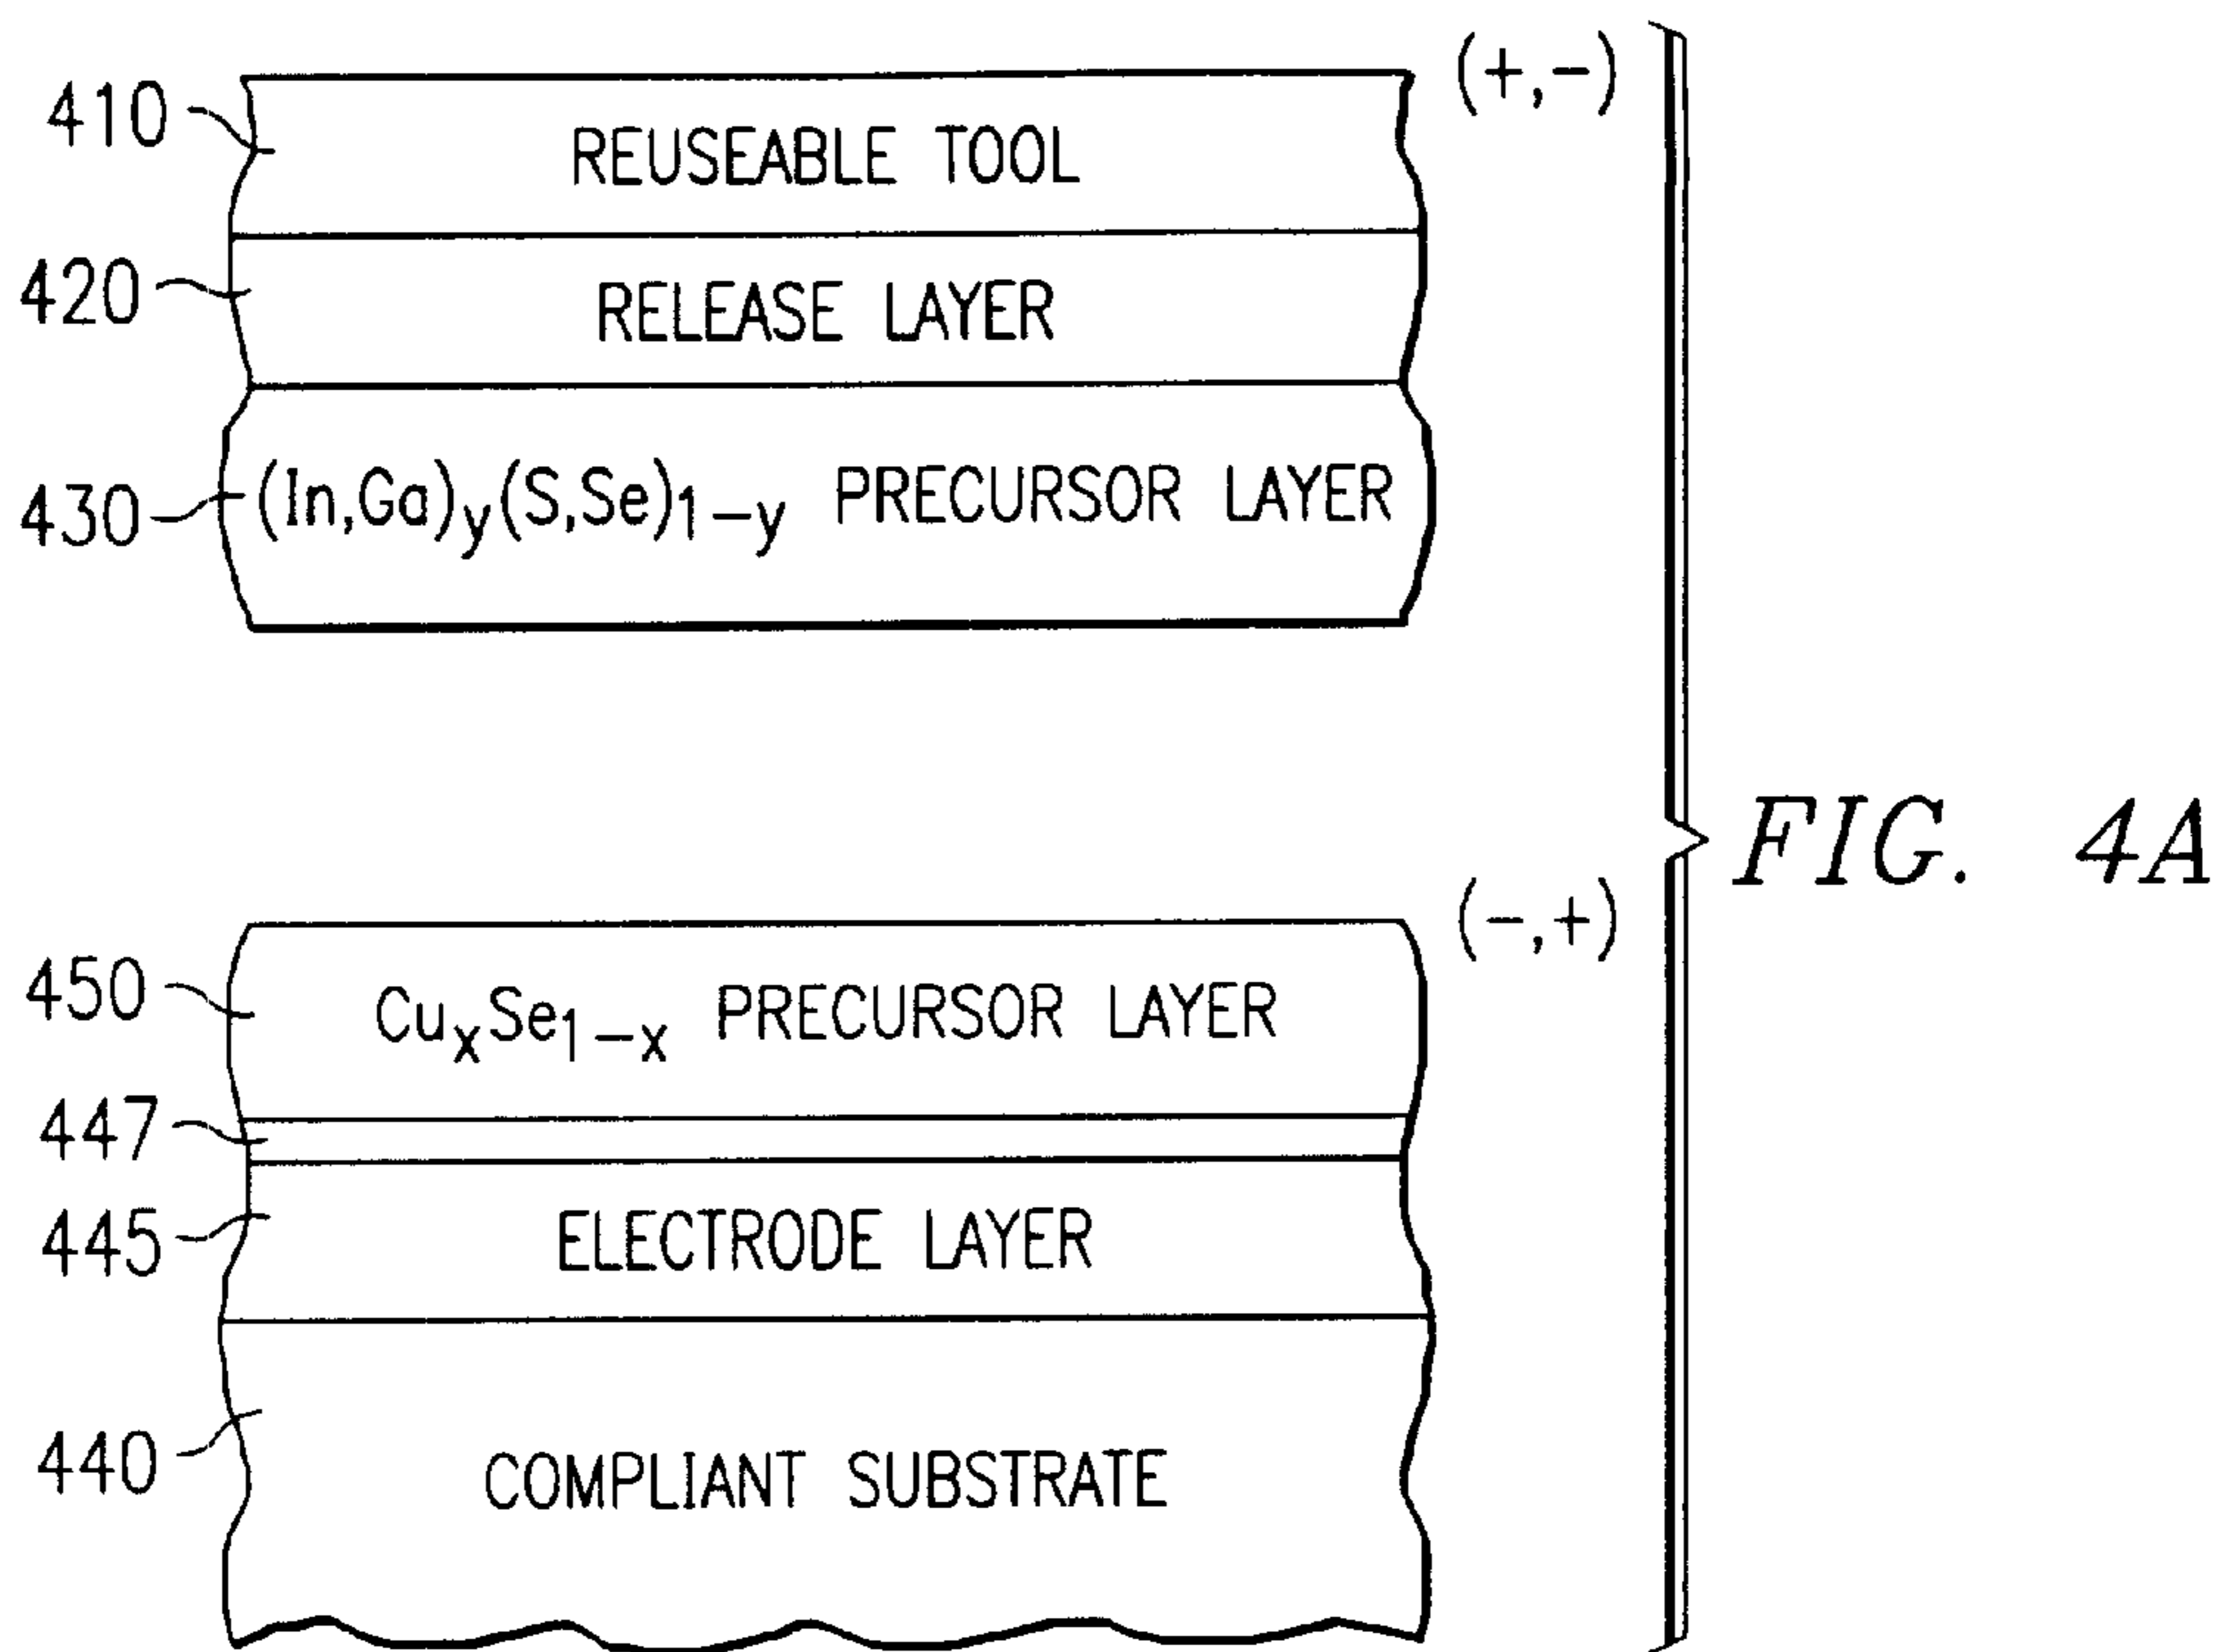 (+,-)
410 REUSEABLE TOOL
420 RELEASE LAYER
430 (In,Ga)y(S,Se)1-y PRECURSOR LAYER
FIG. 4A
(-,+)
450 CuxSe1-x PRECURSOR LAYER
447
445 ELECTRODE LAYER
440 COMPLIANT SUBSTRATE